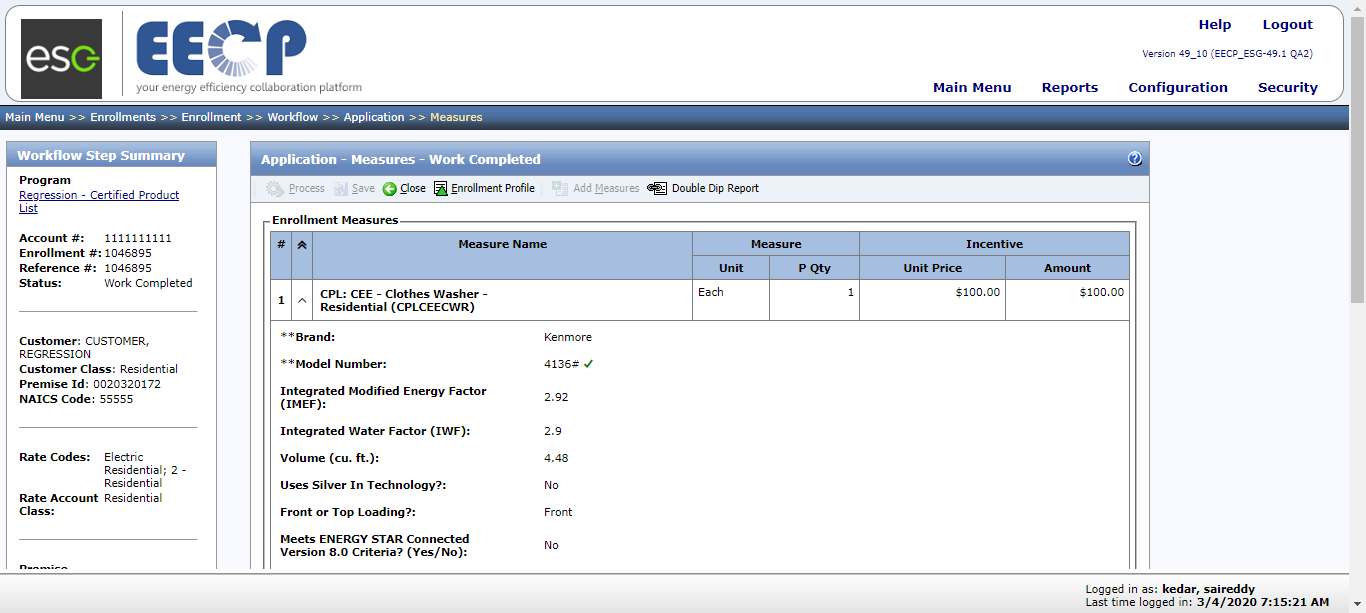 esc
EECP
your energy efficiency collaboration platform
Help Logout
Version 49_10 (EECP_ESG-49.1 QA2)
Main Menu Reports Configuration Security
Main Menu >> Enrollments >> Enrollment >> Workflow >> Application >> Measures
Workflow Step Summary
Program
Regression - Certified Product
List
Account #: 1111111111
Enrollment #: 1046895
Reference #: 1046895
Status: Work Completed
Customer: CUSTOMER,
REGRESSION
Customer Class: Residential
Premise Id: 0020320172
NAICS Code: 55555
Rate Codes: Electric
Residential; 2 -
Residential
Rate Account Residential
Class:
Premise
Application - Measures - Work Completed
?
Process Save Close Enrollment Profile Add Measures Double Dip Report
Enrollment Measures
# Measure Name Measure Incentive
Unit P Qty Unit Price Amount
1 CPL: CEE - Clothes Washer - Each 1 $100.00 $100.00
Residential (CPLCEECWR)
**Brand: Kenmore
**Model Number: 4136# ✓
Integrated Modified Energy Factor
(IMEF): 2.92
Integrated Water Factor (IWF): 2.9
Volume (cu. ft.): 4.48
Uses Silver In Technology?: No
Front or Top Loading?: Front
Meets ENERGY STAR Connected
Version 8.0 Criteria? (Yes/No): No
Logged in as: kedar, saireddy
Last time logged in: 3/4/2020 7:15:21 AM